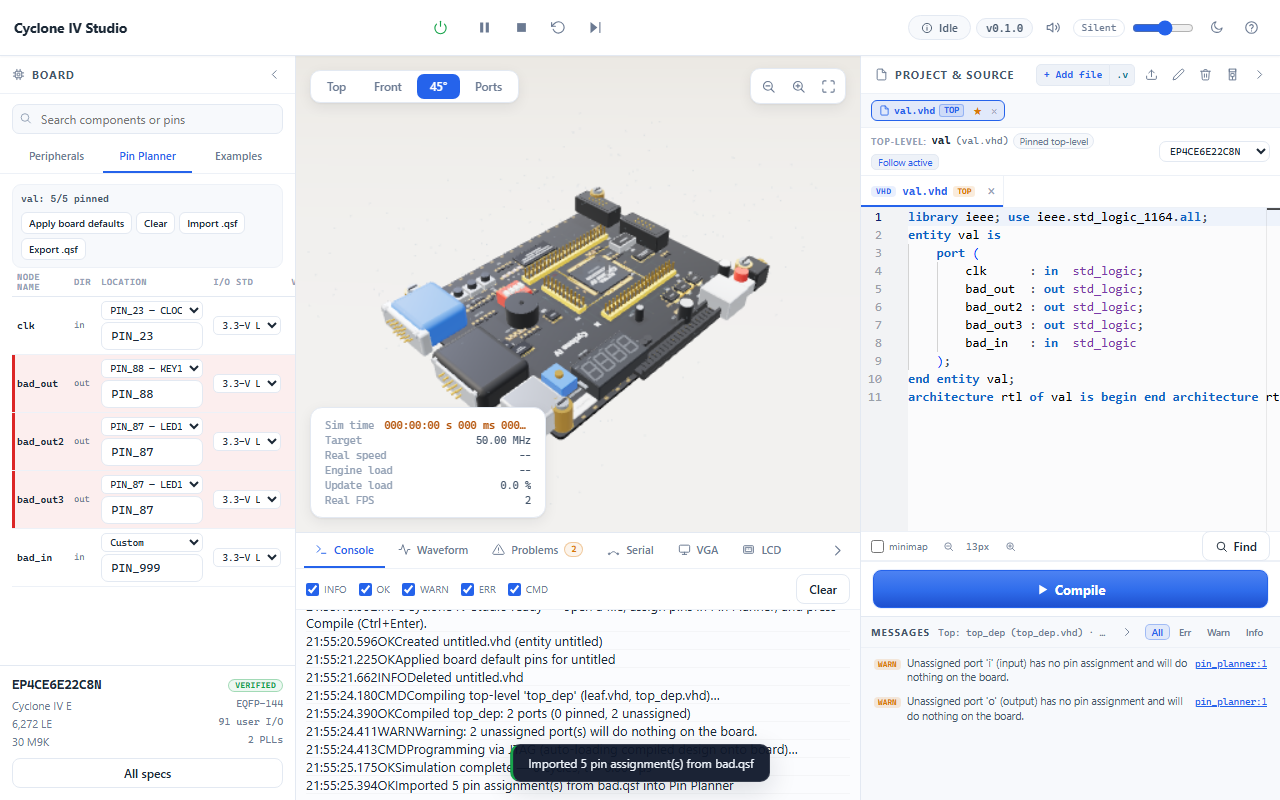 Cyclone IV Studio
Idle
v0.1.0
Silent
BOARD
Search components or pins
Peripherals
Pin Planner
Examples
val: 5/5 pinned
Apply board defaults
Clear
Import .qsf
Export .qsf
NODE NAME
DIR
LOCATION
I/O STD
clk
in
PIN_23 — CLOC
PIN_23
3.3-V L
bad_out
out
PIN_88 — KEY1
PIN_88
3.3-V L
bad_out2
out
PIN_87 — LED1
PIN_87
3.3-V L
bad_out3
out
PIN_87 — LED1
PIN_87
3.3-V L
bad_in
in
Custom
PIN_999
3.3-V L
EP4CE6E22C8N
VERIFIED
Cyclone IV E
EQFP-144
6,272 LE
91 user I/O
30 M9K
2 PLLs
All specs
Top
Front
45°
Ports
Cyclone IV
Sim time 000:00:00 s 000 ms 000…
Target 50.00 MHz
Real speed --
Engine load --
Update load 0.0 %
Real FPS 2
Console
Waveform
Problems
2
Serial
VGA
LCD
INFO
OK
WARN
ERR
CMD
Clear
Compile (Ctrl+Enter).
21:55:20.596OKCreated untitled.vhd (entity untitled)
21:55:21.225OKApplied board default pins for untitled
21:55:21.662INFODeleted untitled.vhd
21:55:24.180CMDCompiling top-level 'top_dep' (leaf.vhd, top_dep.vhd)…
21:55:24.390OKCompiled top_dep: 2 ports (0 pinned, 2 unassigned)
21:55:24.411WARNWarning: 2 unassigned port(s) will do nothing on the board.
21:55:24.413CMDProgramming via JTAG (auto-loading compiled design onto board)…
21:55:25.175OKSimulation complete
21:55:25.394OKImported 5 pin assignment(s) from bad.qsf into Pin Planner
Imported 5 pin assignment(s) from bad.qsf
PROJECT & SOURCE
+ Add file
.v
val.vhd
TOP
TOP-LEVEL: val (val.vhd)
Pinned top-level
Follow active
EP4CE6E22C8N
VHD
val.vhd
TOP
1 library ieee; use ieee.std_logic_1164.all;
2 entity val is
3 port (
4 clk : in std_logic;
5 bad_out : out std_logic;
6 bad_out2 : out std_logic;
7 bad_out3 : out std_logic;
8 bad_in : in std_logic
9 );
10 end entity val;
11 architecture rtl of val is begin end architecture rt
minimap
13px
Find
Compile
MESSAGES
Top: top_dep (top_dep.vhd) · …
All
Err
Warn
Info
WARN
Unassigned port 'i' (input) has no pin assignment and will do
nothing on the board.
pin_planner:1
WARN
Unassigned port 'o' (output) has no pin assignment and will
do nothing on the board.
pin_planner:1